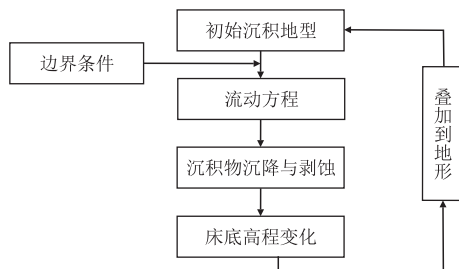 初始沉积地型
边界条件
流动方程
叠加到地形
沉积物沉降与剥蚀
床底高程变化